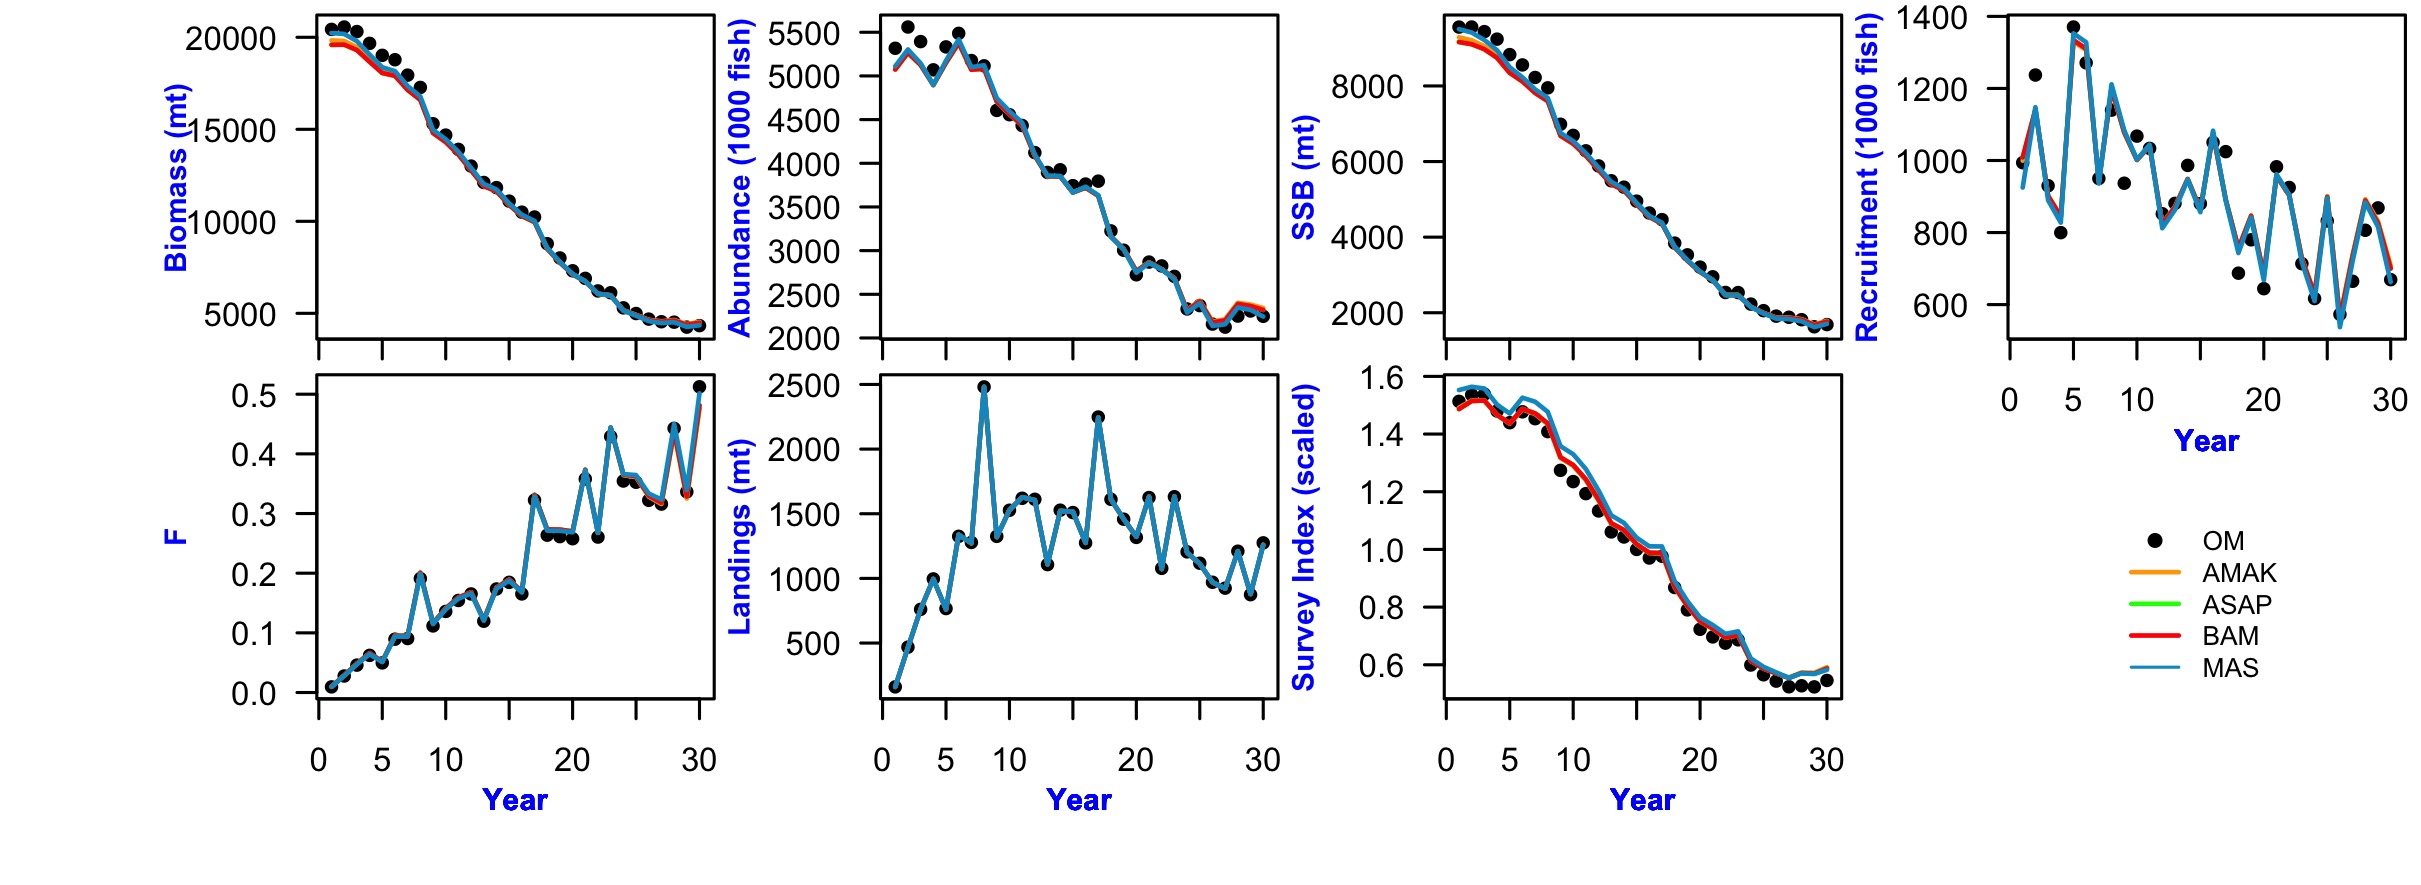 Biomass (mt)
20000
15000
10000
5000
Abundance (1000 fish)
5500
5000
4500
4000
3500
3000
2500
2000
SSB (mt)
8000
6000
4000
2000
Recruitment (1000 fish)
1400
1200
1000
800
600
0 5 10 20 30
Year
F
0.5
0.4
0.3
0.2
0.1
0.0
0 5 10 20 30
Year
Landings (mt)
2500
2000
1500
1000
500
0 5 10 20 30
Year
Survey Index (scaled)
1.6
1.4
1.2
1.0
0.8
0.6
0 5 10 20 30
Year
OM
AMAK
ASAP
BAM
MAS